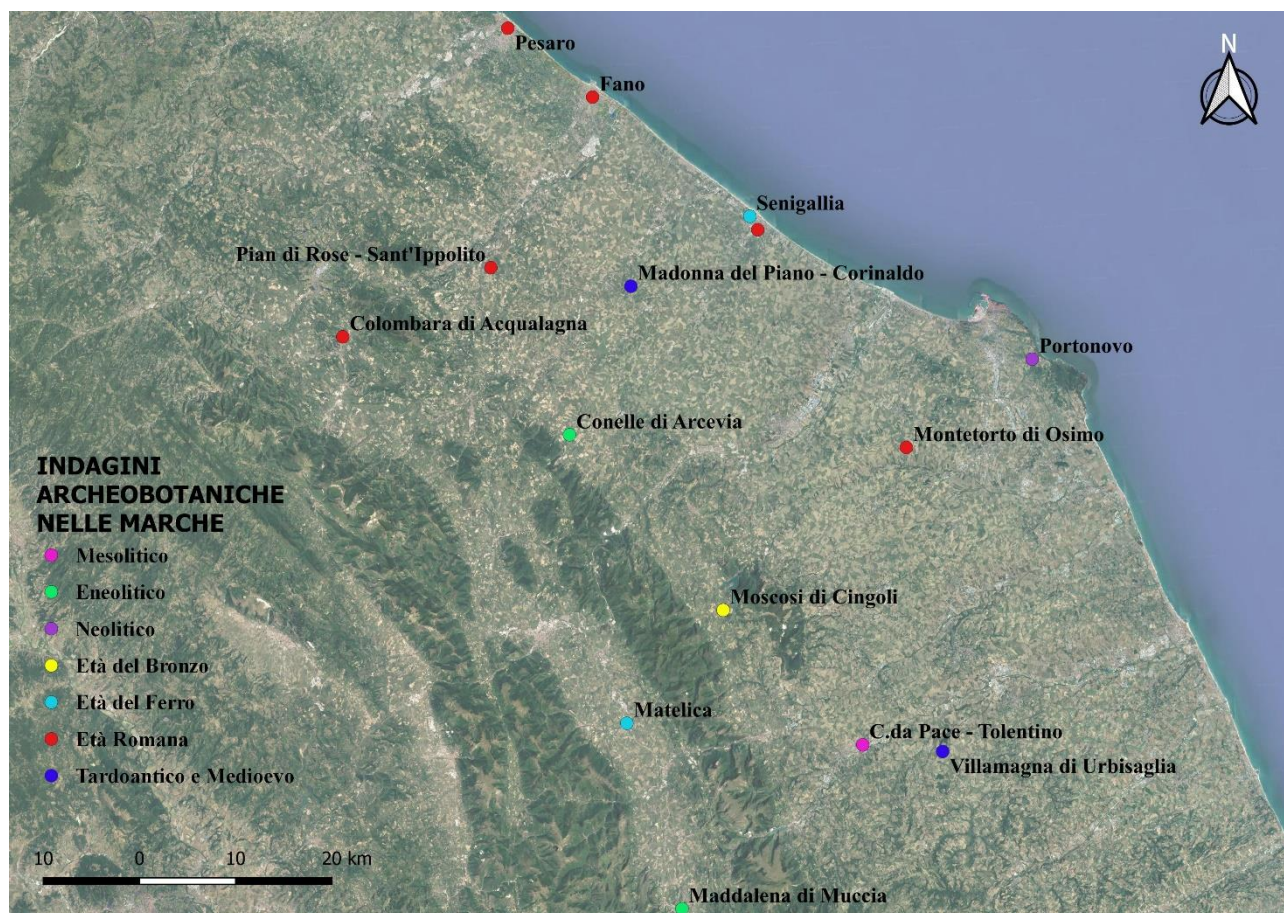 N
Pesaro
Fano
Senigallia
Pian di Rose - Sant'Ippolito
Madonna del Piano - Corinaldo
Colombara di Acqualagna
Portonovo
Conelle di Arcevia
Montetorto di Osimo
INDAGINI
ARCHEOBOTANICHE
NELLE MARCHE
Mesolitico
Eneolitico
Neolitico
Età del Bronzo
Età del Ferro
Età Romana
Tardoantico e Medioevo
Moscosi di Cingoli
Matelica
C.da Pace - Tolentino
Villamagna di Urbisaglia
10 0 10 20 km
Maddalena di Muccia